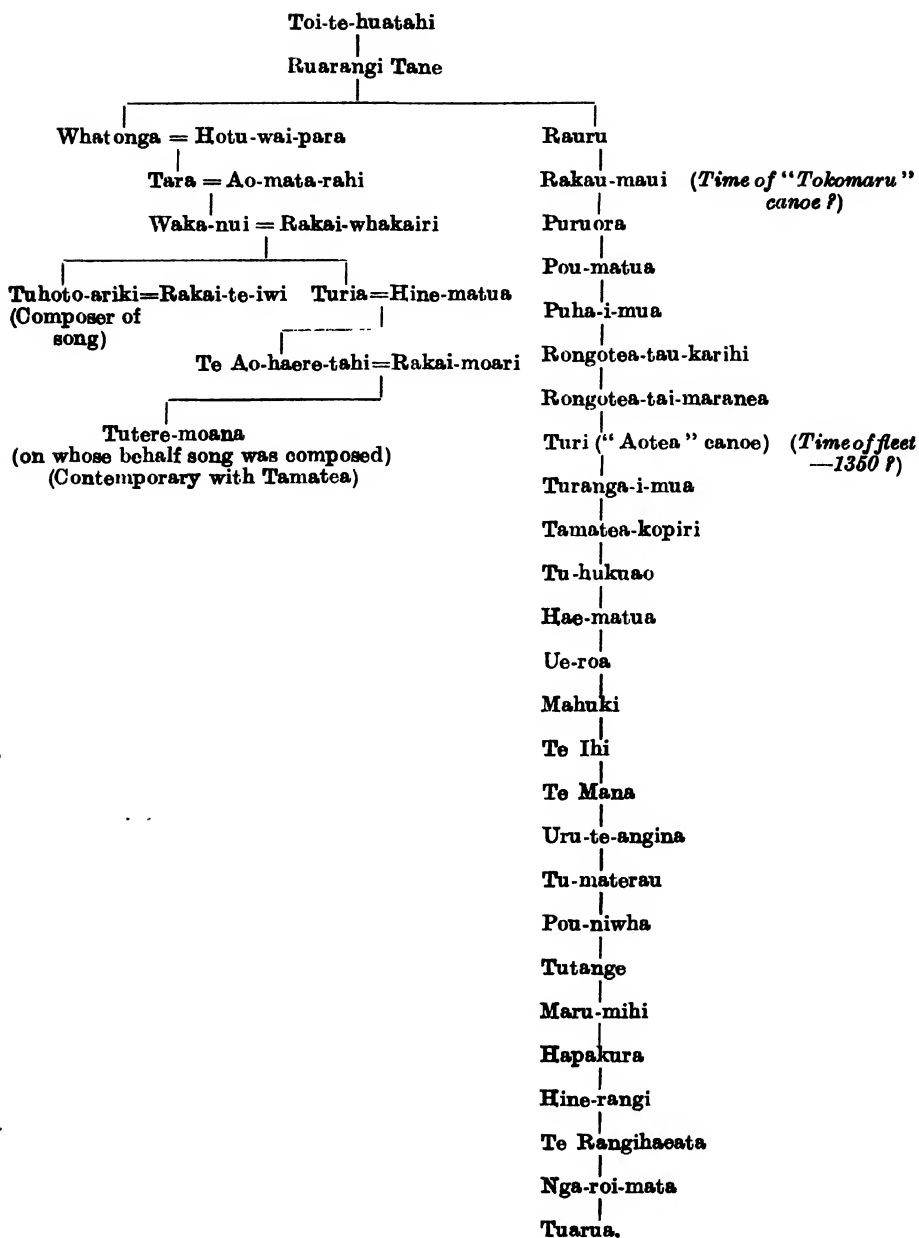 Toi-te-huatahi
Ruarangi Tane
Whatonga = Hotu-wai-para
Tara = Ao-mata-rahi
Waka-nui = Rakai-whakairi
Tuhoto-ariki=Rakai-te-iwi Turia=Hine-matua
(Composer of
song)
Te Ao-haere-tahi=Rakai-moari
Tutere-moana
(on whose behalf song was composed)
(Contemporary with Tamatea)
Rauru
Rakau-maui (Time of "Tokomaru"
canoe ?)
Puruora
Pou-matua
Puha-i-mua
Rongotea-tau-karihi
Rongotea-tai-maranea
Turi ("Aotea" canoe) (Time of fleet
—1350 ?)
Turanga-i-mua
Tamatea-kopiri
Tu-hukuao
Hae-matua
Ue-roa
Mahuki
Te Ihi
Te Mana
Uru-te-angina
Tu-materau
Pou-niwha
Tutange
Maru-mihi
Hapakura
Hine-rangi
Te Rangihaeata
Nga-roi-mata
Tuarua.